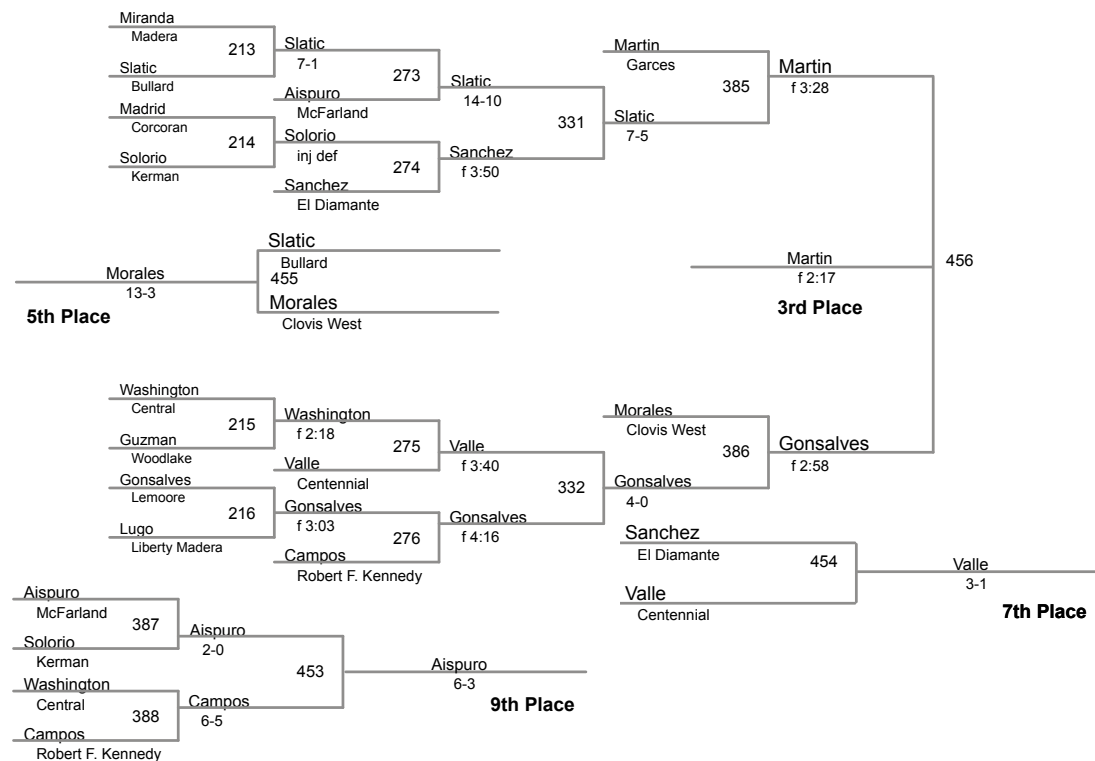 Miranda
Madera
213
Slatic
Bullard
Slatic
7-1
273
Aispuro
McFarland
Madrid
Corcoran
214
Solorio
Kerman
Solorio
inj def
274
Sanchez
El Diamante
Slatic
14-10
331
Sanchez
f 3:50
Martin
Garces
385
Slatic
7-5
Martin
f 3:28
Slatic
Bullard
455
Morales
Clovis West
Morales
13-3
5th Place
Martin
f 2:17
3rd Place
456
Washington
Central
215
Guzman
Woodlake
Washington
f 2:18
275
Valle
Centennial
Gonsalves
Lemoore
216
Lugo
Liberty Madera
Gonsalves
f 3:03
276
Campos
Robert F. Kennedy
Valle
f 3:40
332
Gonsalves
f 4:16
Morales
Clovis West
386
Gonsalves
4-0
Gonsalves
f 2:58
Sanchez
El Diamante
454
Valle
Centennial
Valle
3-1
7th Place
Aispuro
McFarland
387
Solorio
Kerman
Aispuro
2-0
453
Washington
Central
388
Campos
Robert F. Kennedy
Campos
6-5
Aispuro
6-3
9th Place